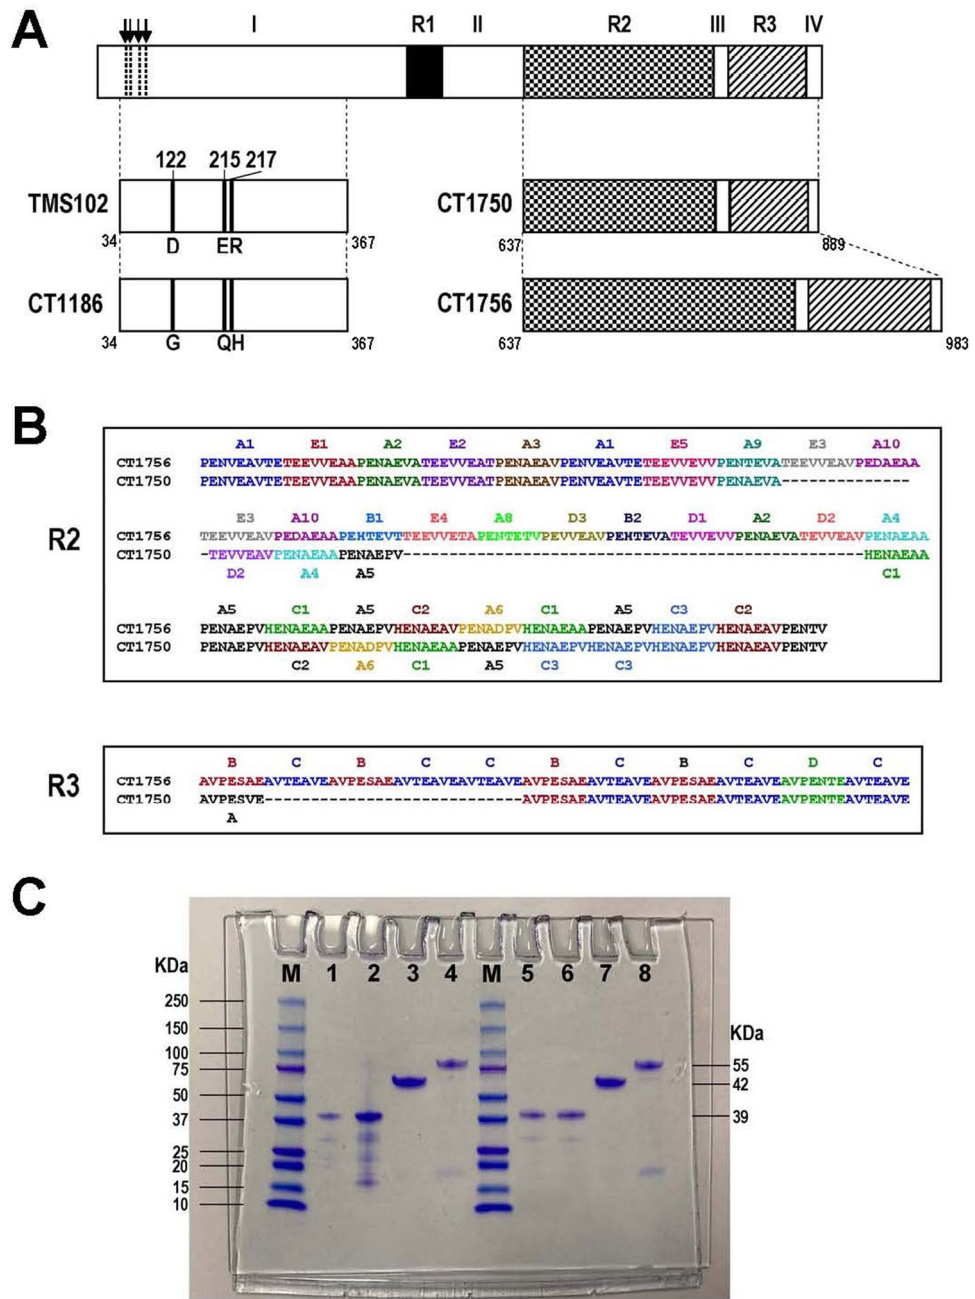 A
I R1 II R2 III R3 IV
122 215 217
TMS102
CT1750
34 D ER 367
637 889
CT1186
CT1756
34 G QH 367
637 983
B
R2
A1 E1 A2 E2 A3 A1 E5 A9 E3 A10
CT1756 PENVEAVTETEEVVEAAPENAEVATEEVVEATPENAEAVPENVEAVTETEEVVEVVPENTEVATEEVVEAVPEDAEAA
CT1750 PENVEAVTETEEVVEAAPENAEVATEEVVEATPENAEAVPENVEAVTETEEVVEVVPENAEVA----------------
E3 A10 B1 E4 A8 D3 B2 D1 A2 D2 A4
CT1756 TEEVVEAVPEDAEAAPEHTEVTTEEVVETAPENTETVPEVVEAVPEHTEVATEVVEVVPENAEVATEVVEAVPENAEAA
CT1750 -TEVVEAVPENAEAAPENAEPV----------------------------------------------------------HENAEAA
D2 A4 A5 C1
A5 C1 A5 C2 A6 C1 A5 C3 C2
CT1756 PENAEPVHENAEAAPENAEPVHENAEAVPENADPVHENAEAAPENAEPVHENAEPVHENAEAVPENTV
CT1750 PENAEPVHENAEAVPENADPVHENAEAAPENAEPVHENAEPVHENAEPVHENAEPVHENAEAVPENTV
C2 A6 C1 A5 C3 C3
R3
B C B C C B C B C D C
CT1756 AVPESAEAVTEAVEAVPESAEAVTEAVEAVTEAVEAVPESAEAVTEAVEAVPESAEAVTEAVEAVPENTEAVTEAVE
CT1750 AVPESVE----------------------------AVPESAEAVTEAVEAVPESAEAVTEAVEAVPENTEAVTEAVE
A
C
KDa
M 1 2 3 4 M 5 6 7 8
250
150
100
75
50
37
25
20
15
10
KDa
55
42
39